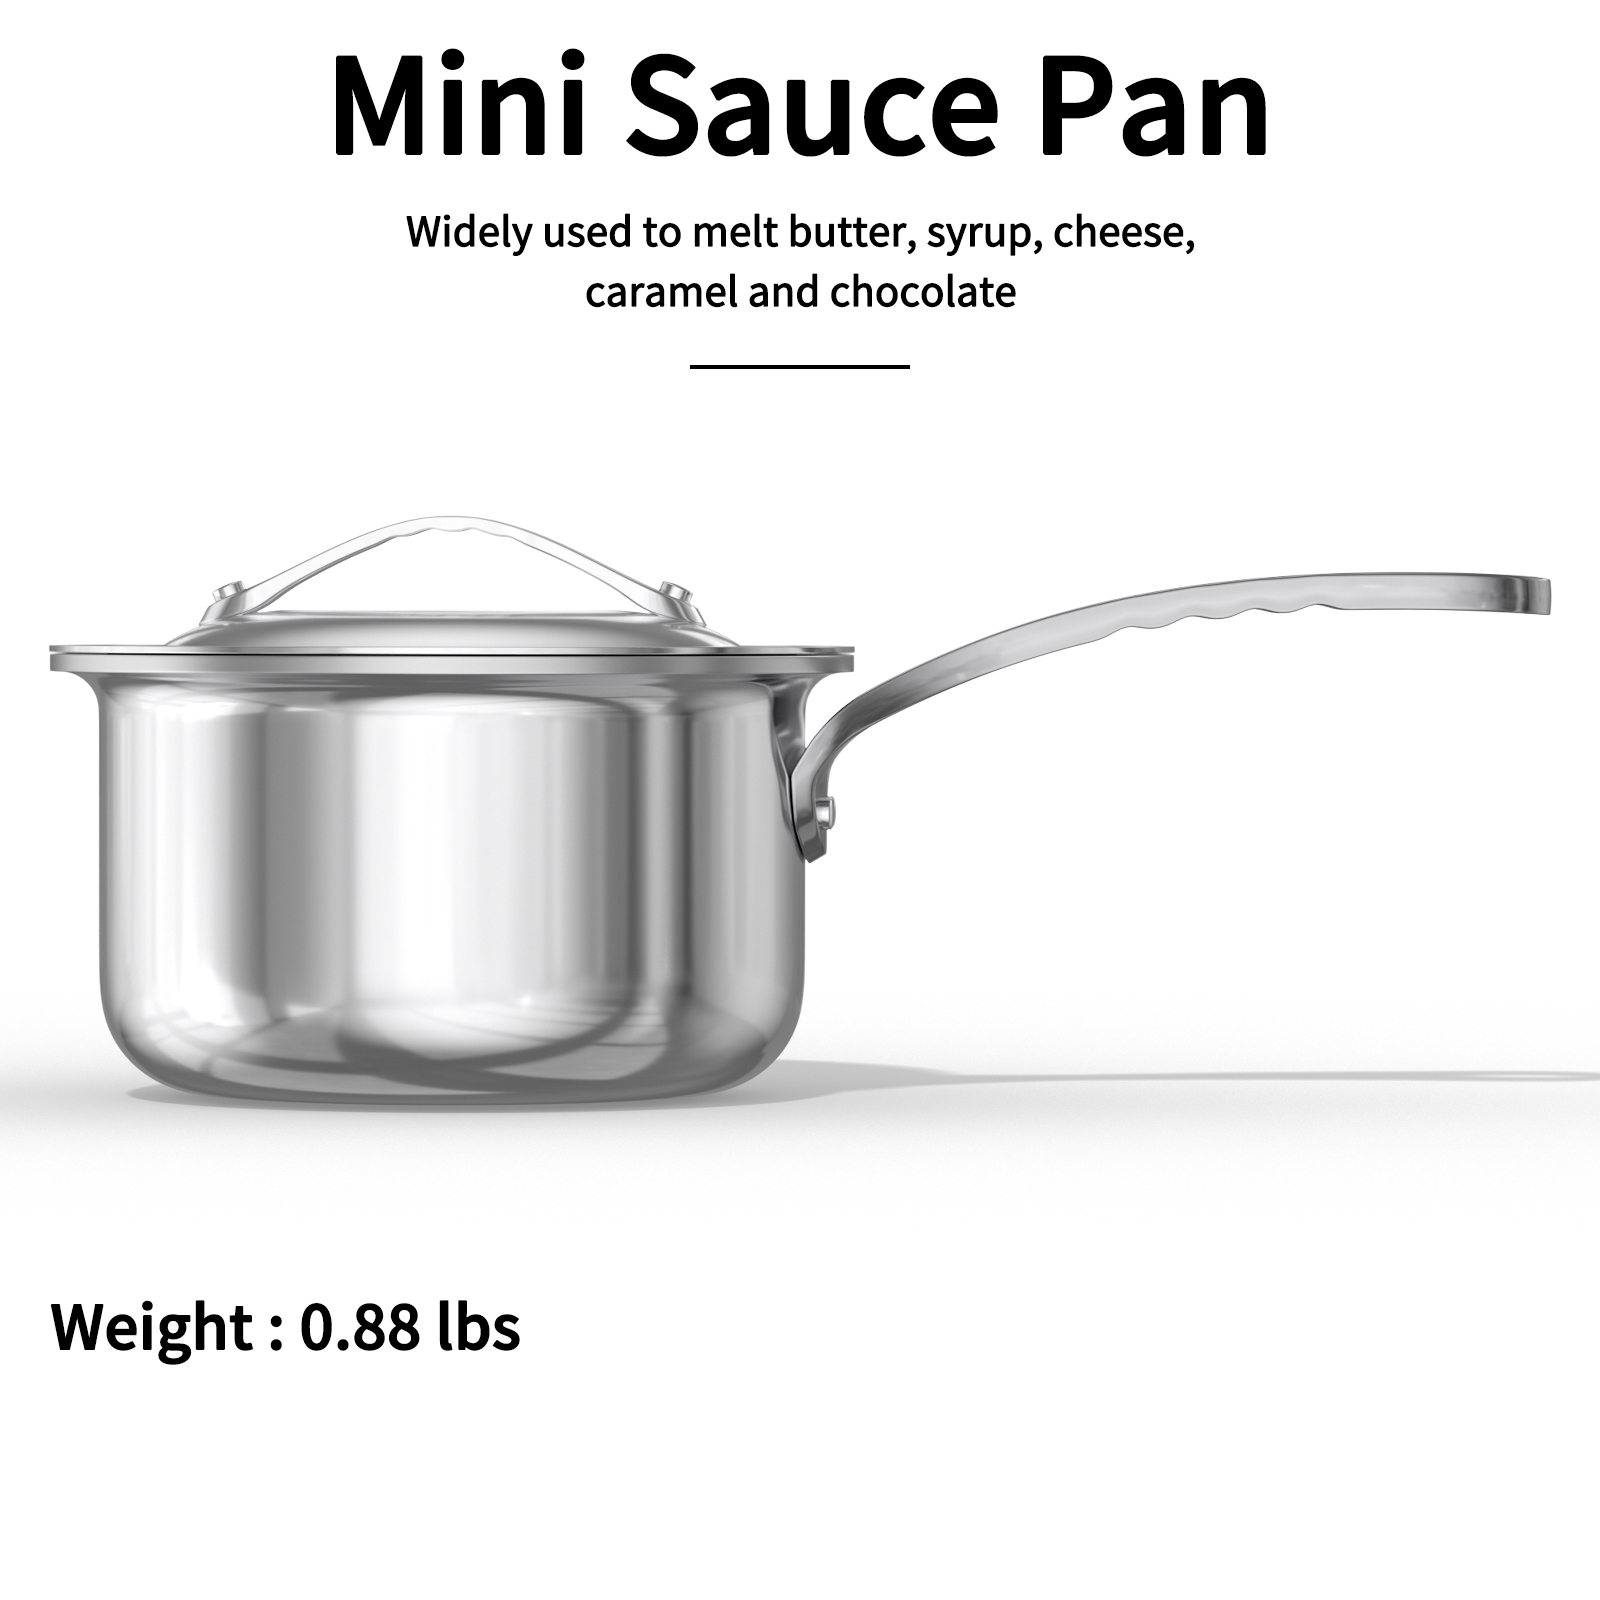 Mini Sauce Pan
Widely used to melt butter, syrup, cheese,
caramel and chocolate
Weight : 0.88 lbs